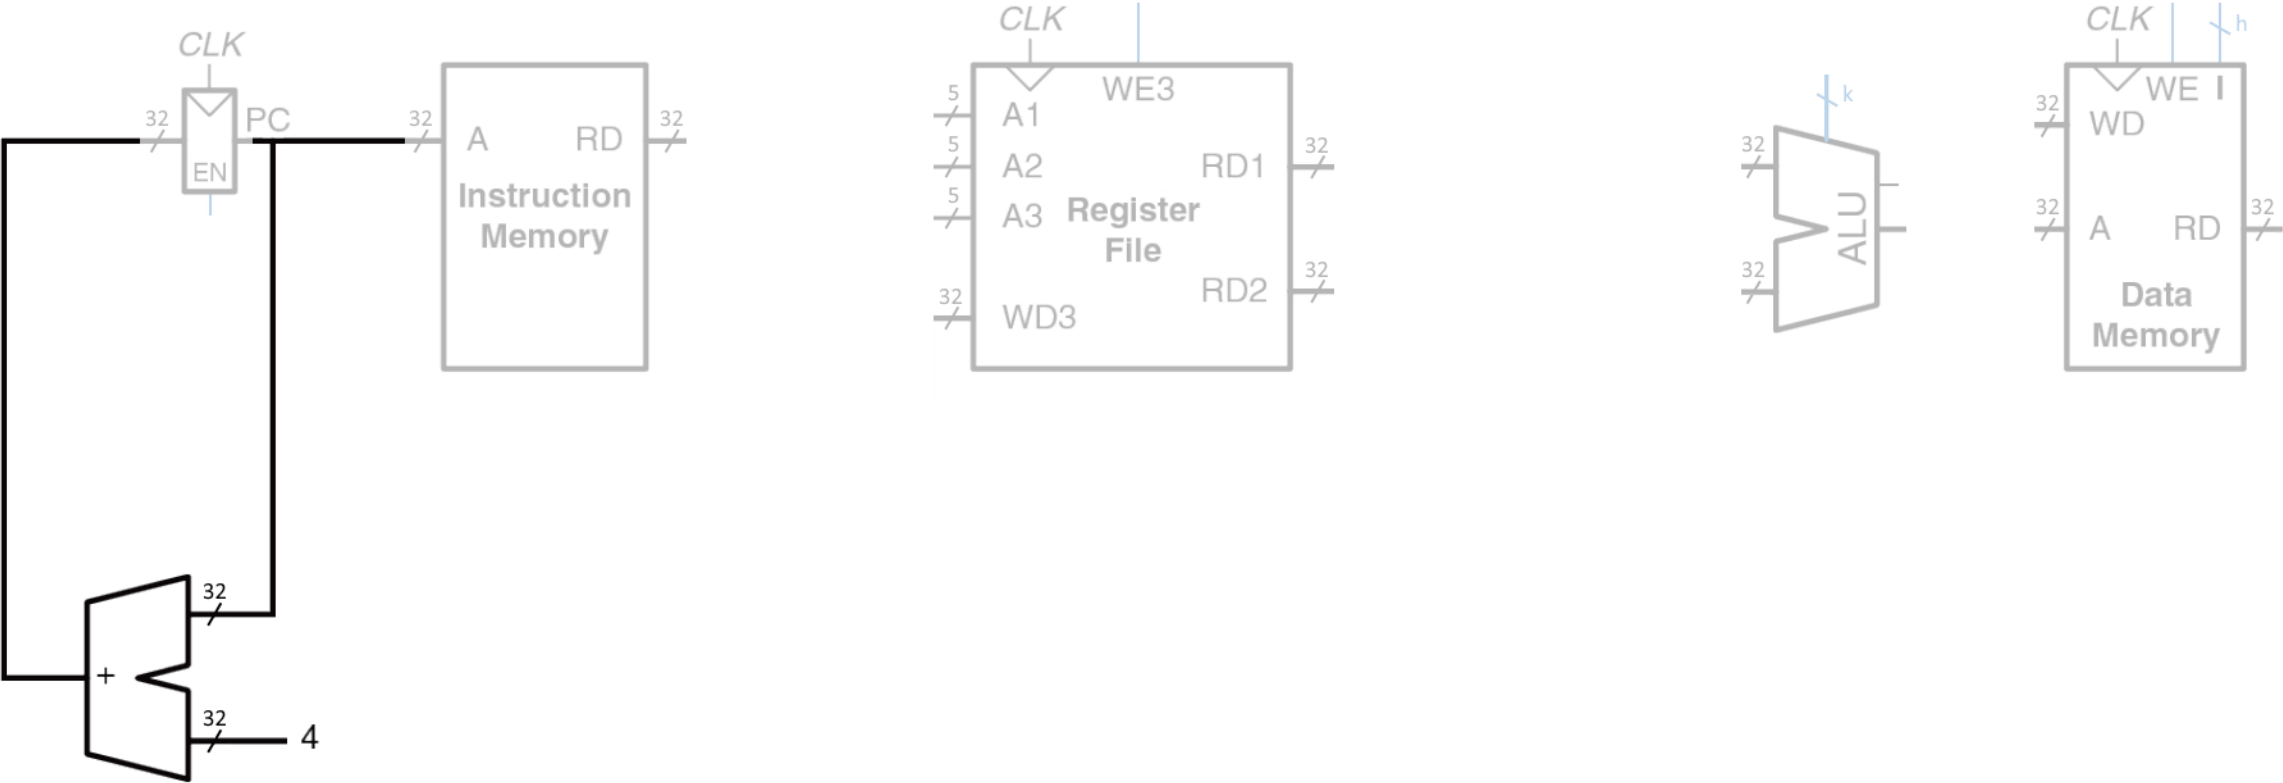 CLK
32
PC
EN
32
A
RD
32
Instruction
Memory
CLK
WE3
5
A1
5
A2
5
A3
32
WD3
RD1
32
RD2
32
Register
File
32
32
k
ALU
CLK
h
WE I
32
WD
32
A
RD
32
Data
Memory
32
+
32
4